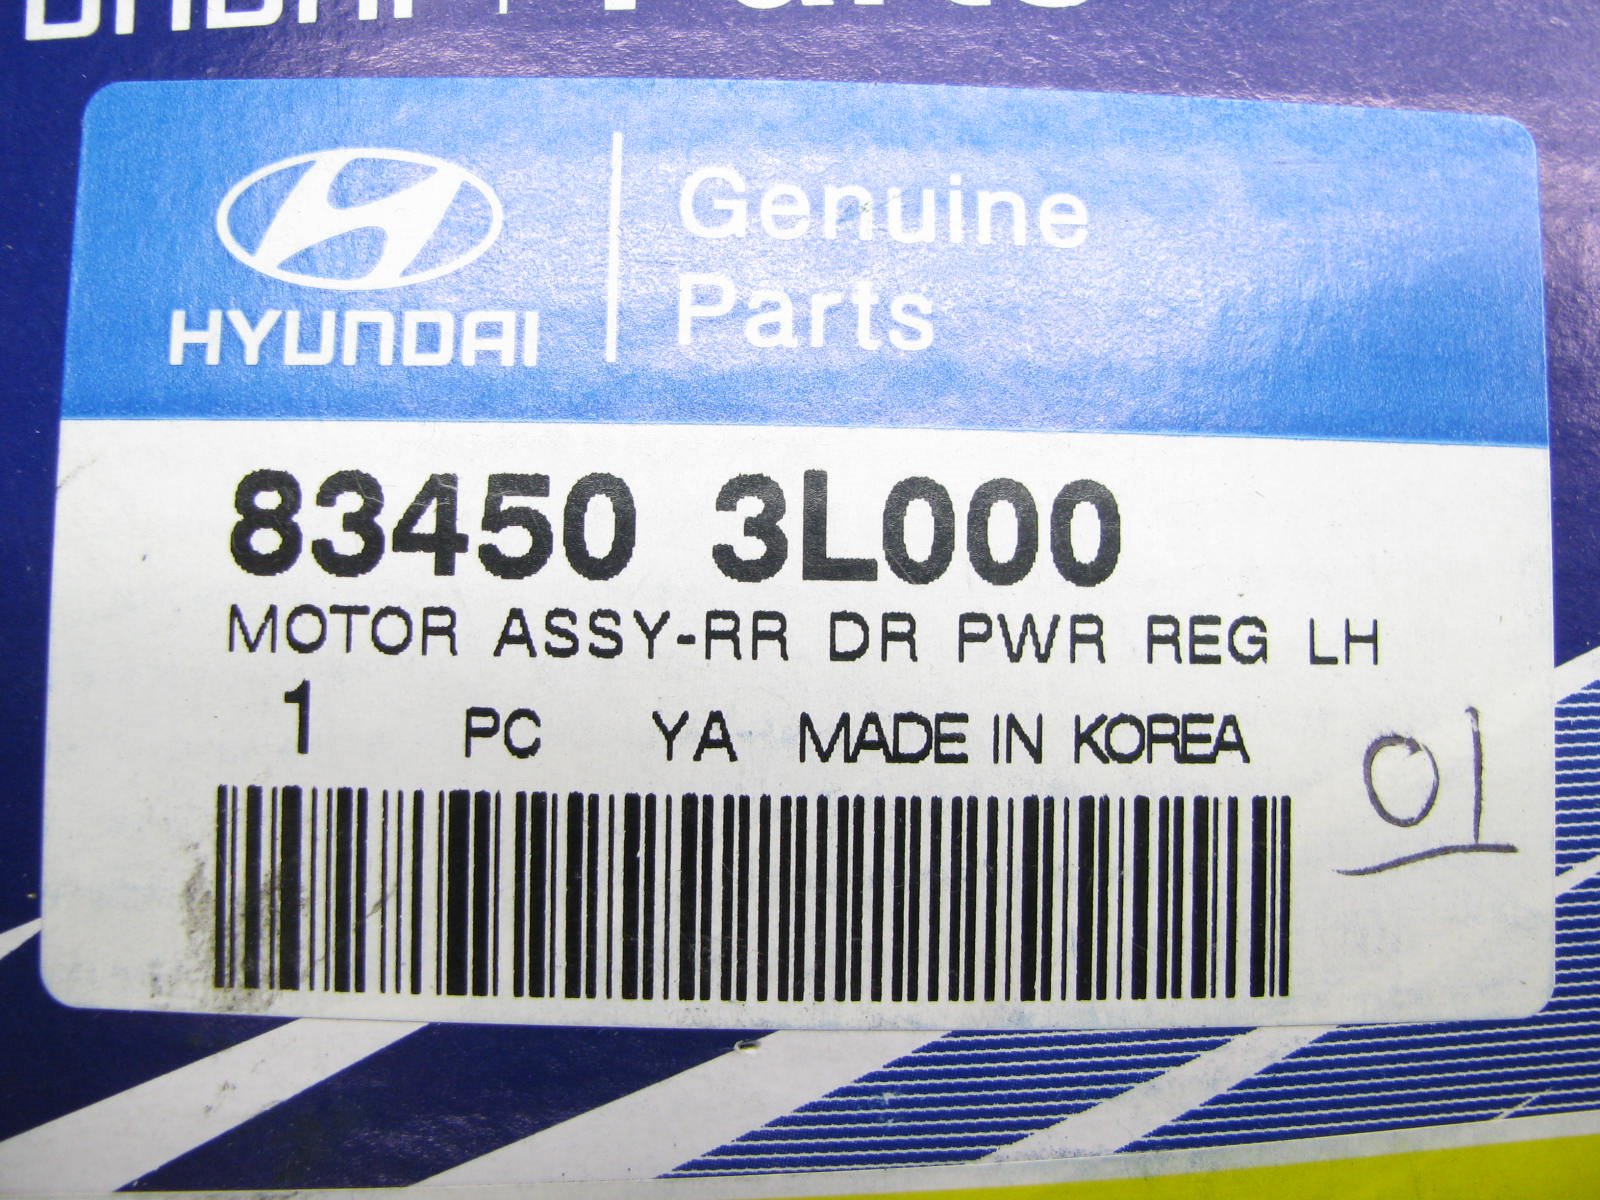 HYUNDAI
Genuine
Parts
83450 3L000
MOTOR ASSY-RR DR PWR REG LH
1 PC YA MADE IN KOREA
01